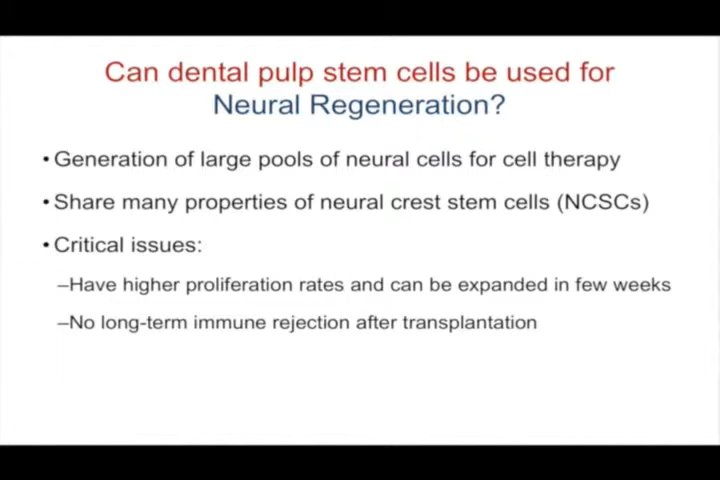 Can dental pulp stem cells be used for
Neural Regeneration?
• Generation of large pools of neural cells for cell therapy
• Share many properties of neural crest stem cells (NCSCs)
• Critical issues:
–Have higher proliferation rates and can be expanded in few weeks
–No long-term immune rejection after transplantation